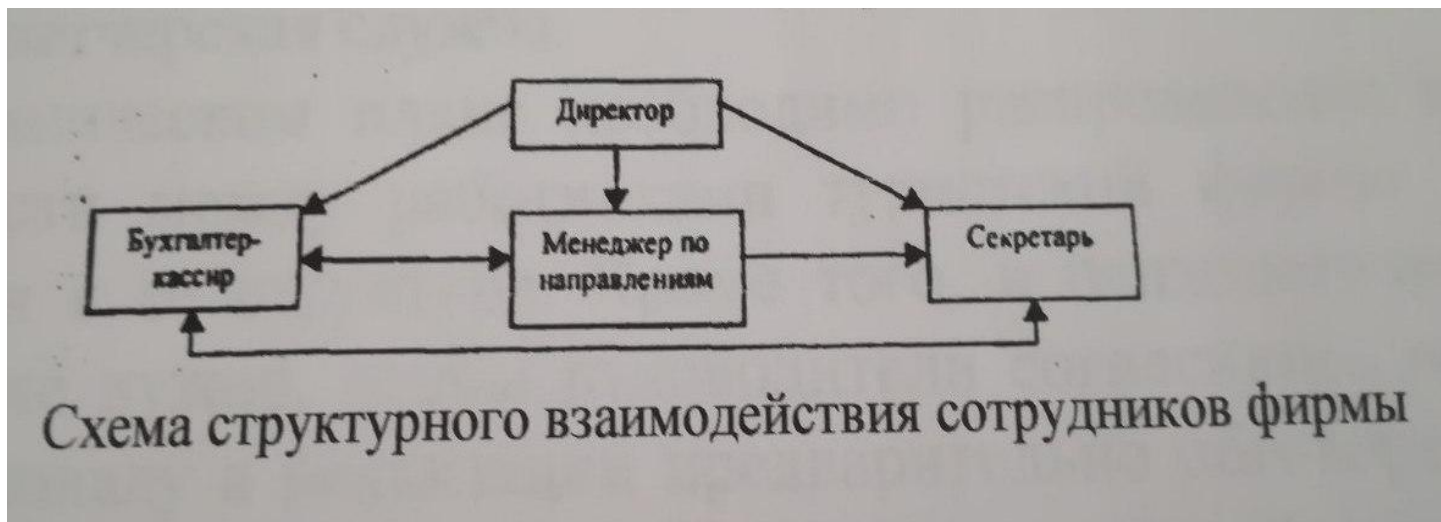 Директор
Бухгалтер-
кассир
Менеджер по
направлениям
Секретарь
Схема структурного взаимодействия сотрудников фирмы